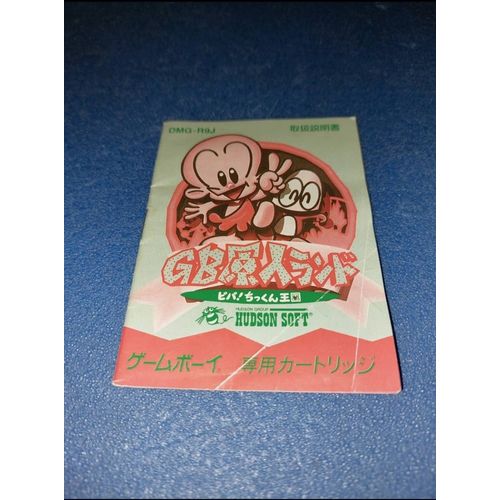 DMG-R9J 取扱説明書
GB原人ランド
ビバ!ちっくん王国
HUDSON GROUP
HUDSON SOFT®
ゲームボーイ 専用カートリッジ